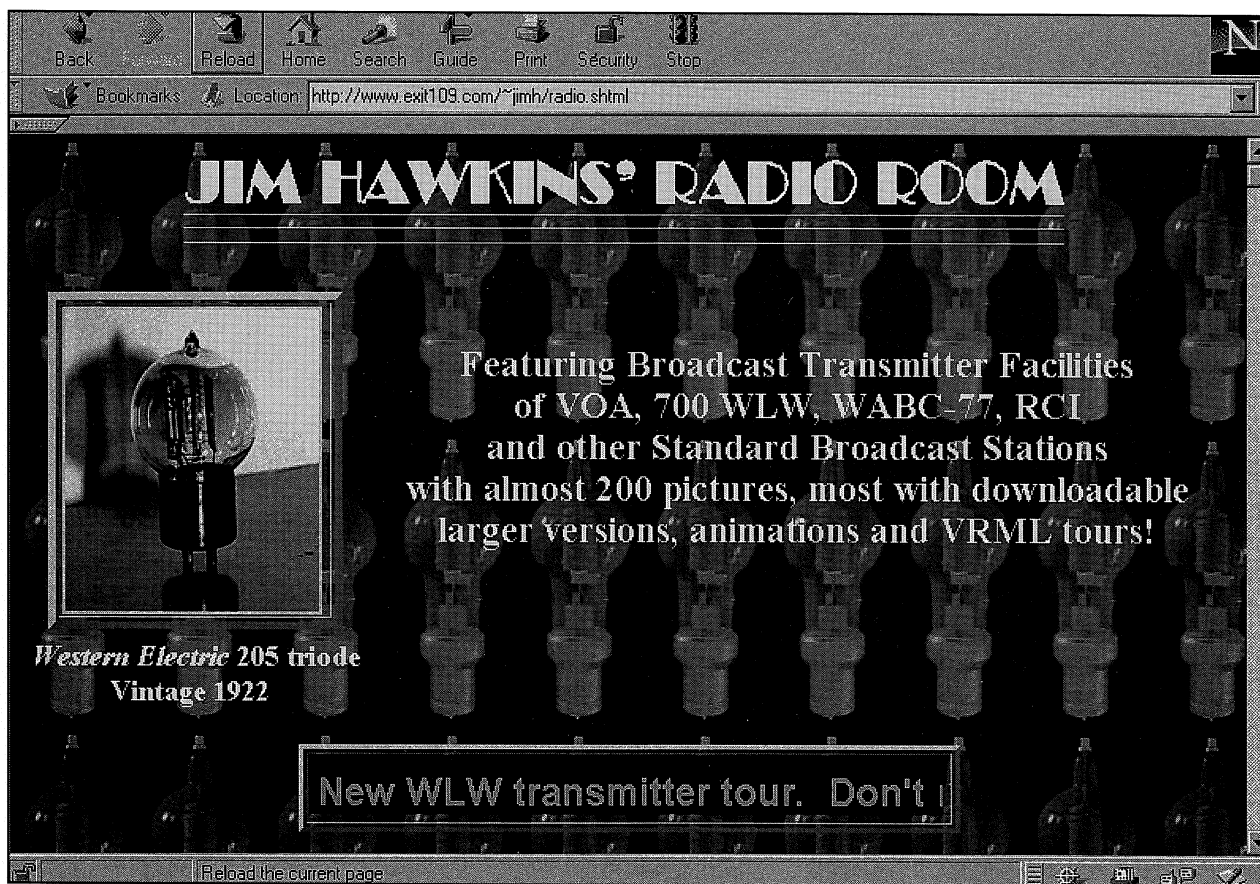 Back Forward Reload Home Search Guide Print Security Stop
N
Bookmarks Location: http://www.exit109.com/~jimh/radio.shtml
JIM HAWKINS' RADIO ROOM
Featuring Broadcast Transmitter Facilities
of VOA, 700 WLW, WABC-77, RCI
and other Standard Broadcast Stations
with almost 200 pictures, most with downloadable
larger versions, animations and VRML tours!
Western Electric 205 triode
Vintage 1922
New WLW transmitter tour. Don't
Reload the current page